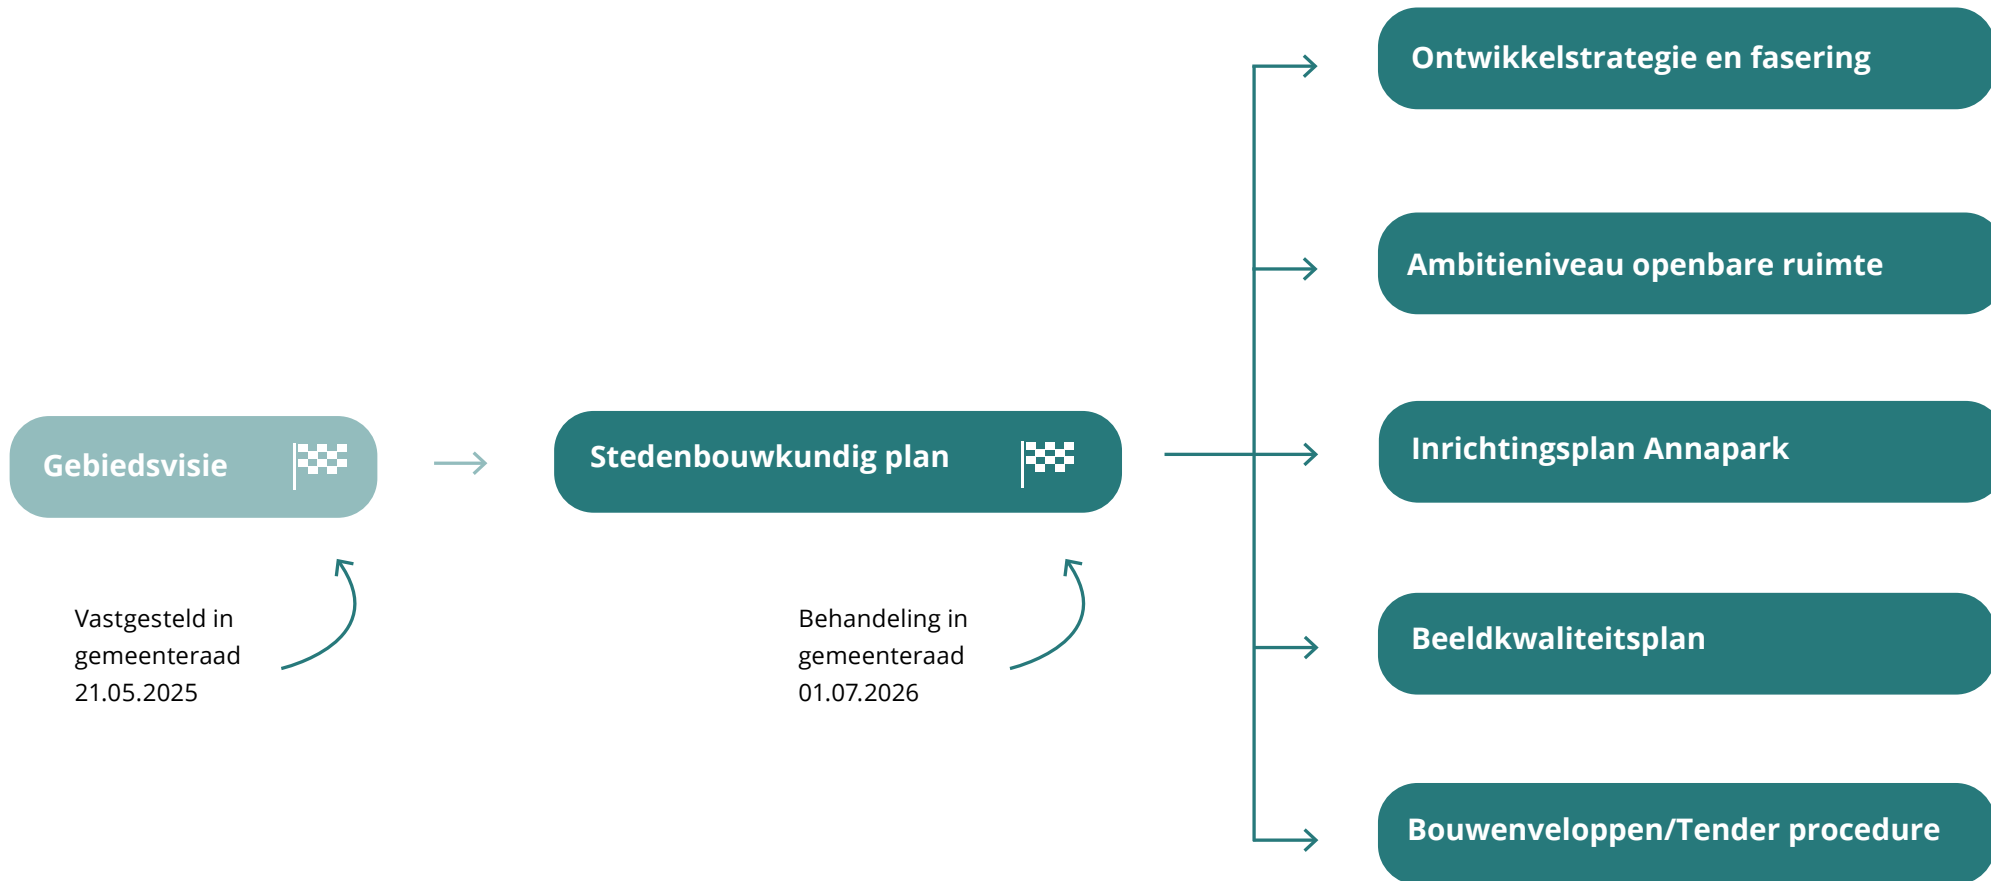 Ontwikkelstrategie en fasering
Ambitieniveau openbare ruimte
Gebiedsvisie
Stedenbouwkundig plan
Inrichtingsplan Annapark
Vastgesteld in
gemeenteraad
21.05.2025
Behandeling in
gemeenteraad
01.07.2026
Beeldkwaliteitsplan
Bouwenveloppen/Tender procedure